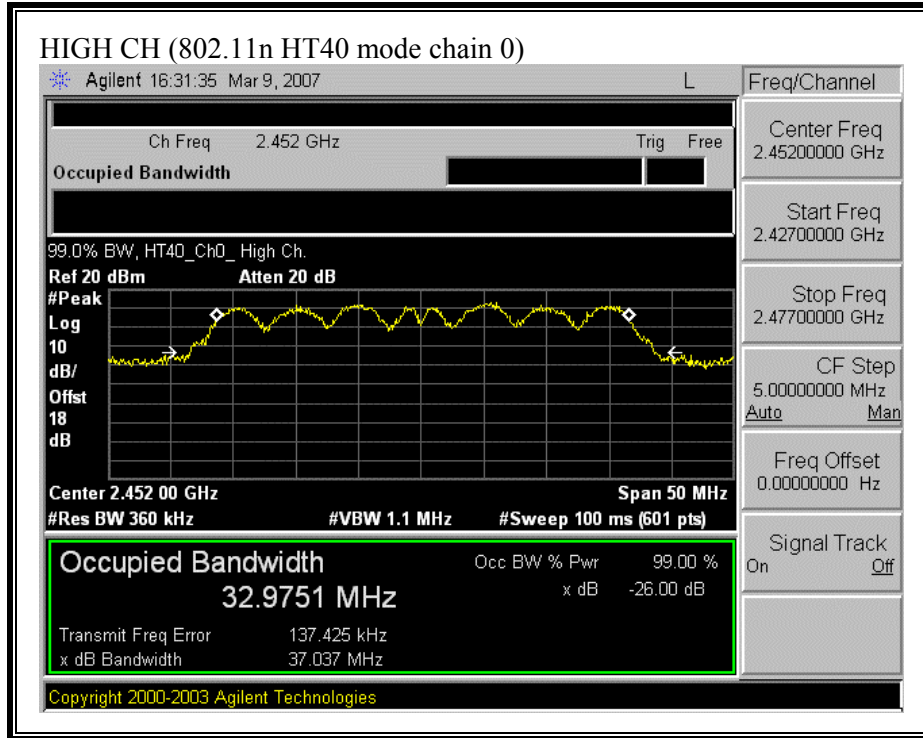 HIGH CH (802.11n HT40 mode chain 0)
Agilent 16:31:35 Mar 9, 2007 L Freq/Channel
Ch Freq 2.452 GHz Trig Free
Occupied Bandwidth
Center Freq
2.45200000 GHz
Start Freq
2.42700000 GHz
Stop Freq
2.47700000 GHz
CF Step
5.00000000 MHz
Auto Man
Freq Offset
0.00000000 Hz
Signal Track
On Off
99.0% BW, HT40_Ch0_ High Ch.
Ref 20 dBm Atten 20 dB
#Peak
Log
10
dB/
Offst
18
dB
Center 2.452 00 GHz Span 50 MHz
#Res BW 360 kHz #VBW 1.1 MHz #Sweep 100 ms (601 pts)
Occupied Bandwidth Occ BW % Pwr 99.00 %
32.9751 MHz x dB -26.00 dB
Transmit Freq Error 137.425 kHz
x dB Bandwidth 37.037 MHz
Copyright 2000-2003 Agilent Technologies